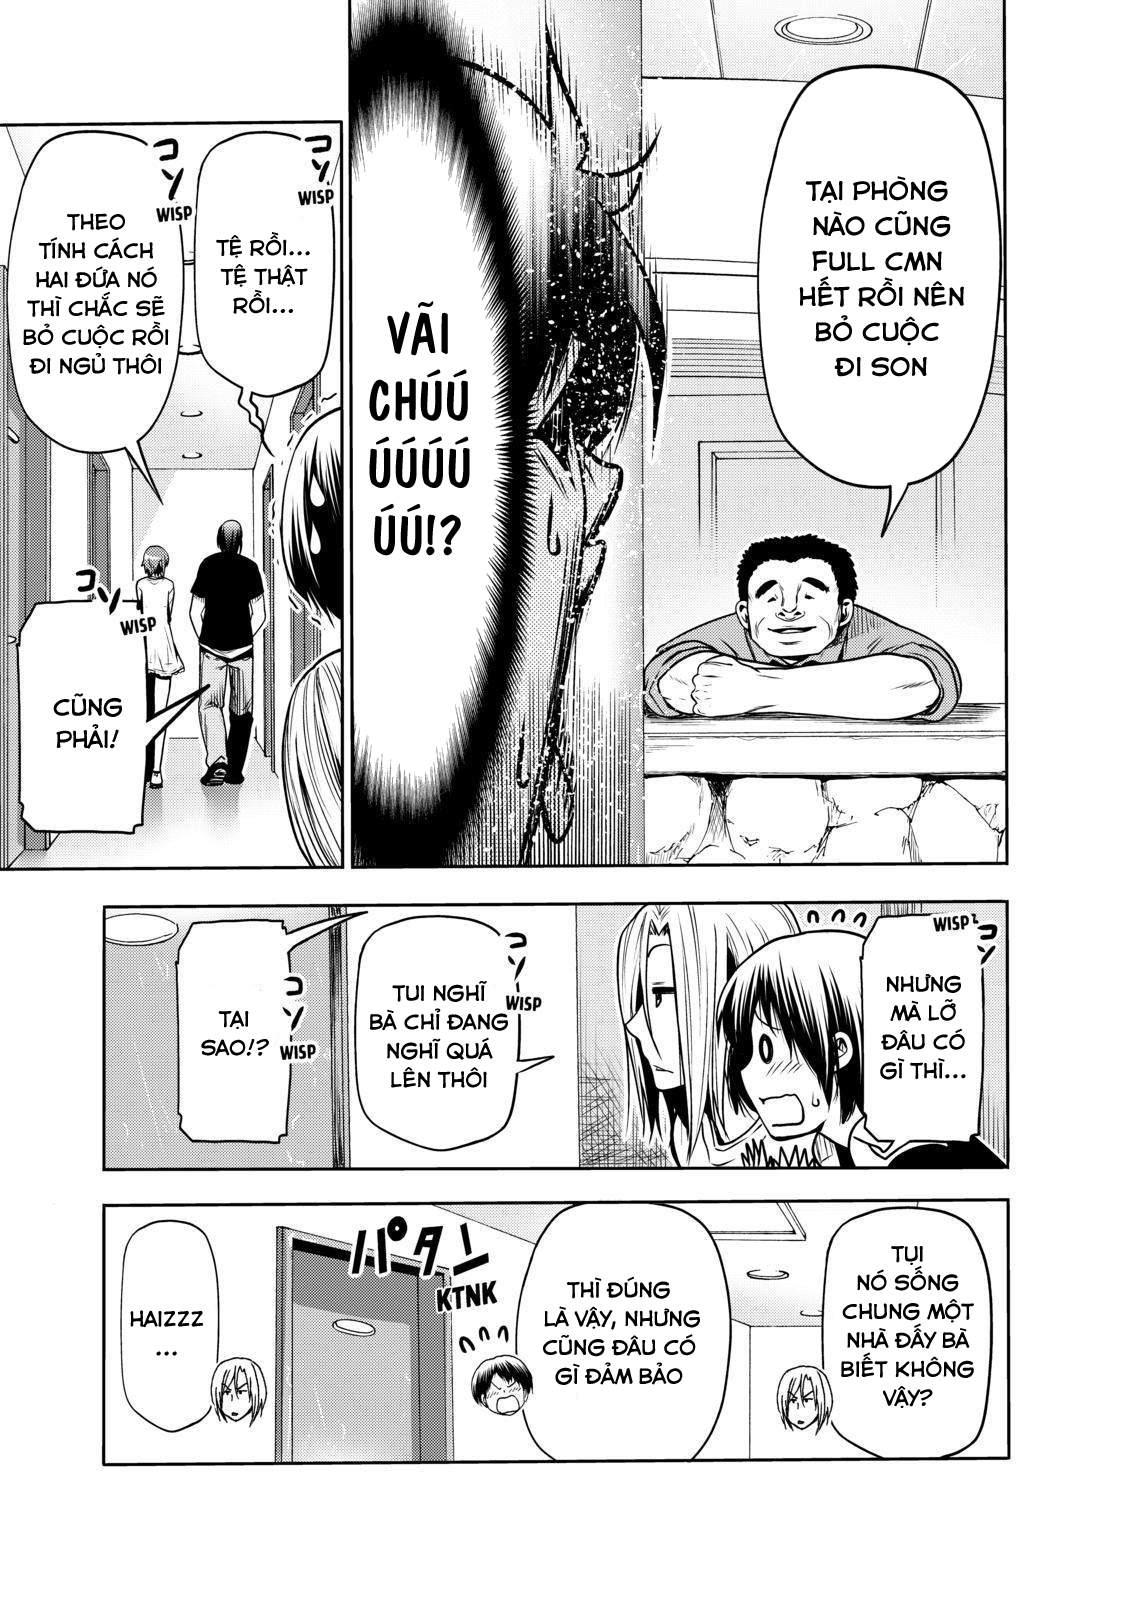 TẠI PHÒNG
NÀO CŨNG
FULL CMN
HẾT RỒI NÊN
BỎ CUỘC
ĐI SON
VÃI
CHÚÚ
ÚÚÚÚ
ÚÚ!?
コソ
WISP
TỆ RỒI...
TỆ THẬT
RỒI...
コソ
WISP
THEO
TÍNH CÁCH
HAI ĐỨA NÓ
THÌ CHẮC SẼ
BỎ CUỘC RỒI
ĐI NGỦ THÔI
コソ
WISP
CŨNG
PHẢI!
WISP
コソ
NHƯNG
MÀ LỠ
ĐÂU CÓ
GÌ THÌ...
コソ
WISP
TUI NGHĨ
BÀ CHỈ ĐANG
NGHĨ QUÁ
LÊN THÔI
コソ
WISP
TẠI
SAO!?
TỤI
NÓ SỐNG
CHUNG MỘT
NHÀ ĐẤY BÀ
BIẾT KHÔNG
VẬY?
THÌ ĐÚNG
LÀ VẬY, NHƯNG
CŨNG ĐÂU CÓ
GÌ ĐẢM BẢO
パタン
KTNK
HAIZZZ
...